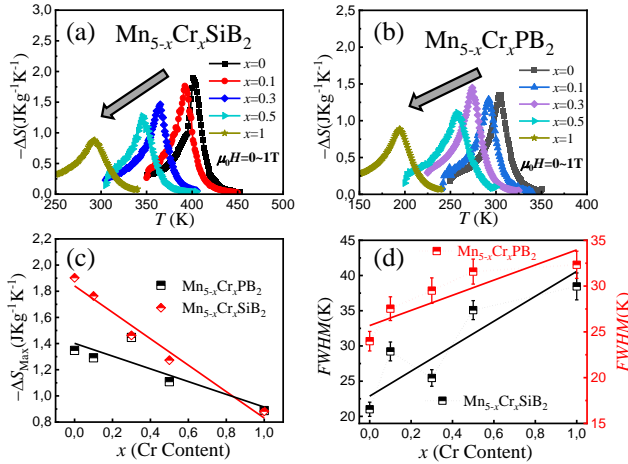 (a) Mn5-xCrxSiB2
x=0
x=0.1
x=0.3
x=0.5
x=1
μ0H=0~1T
−ΔS(JKg-1K-1)
2,0
1,5
1,0
0,5
0,0
250 300 350 400 450 500
T (K)
(b) Mn5-xCrxPB2
x=0
x=0.1
x=0.3
x=0.5
x=1
μ0H=0~1T
−ΔS(JKg-1K-1)
2.0
1.5
1.0
0.5
0.0
150 200 250 300 350 400
T (K)
(c)
Mn5-xCrxPB2
Mn5-xCrxSiB2
−ΔSMax(JKg-1K-1)
2,2
2,0
1,8
1,6
1,4
1,2
1,0
0,8
0,0 0,2 0,4 0,6 0,8 1,0
x (Cr Content)
(d)
Mn5-xCrxPB2
Mn5-xCrxSiB2
FWHM(K)
45
40
35
30
25
20
FWHM(K)
35
33
30
28
25
23
20
18
15
0,0 0,2 0,4 0,6 0,8 1,0
x (Cr Content)